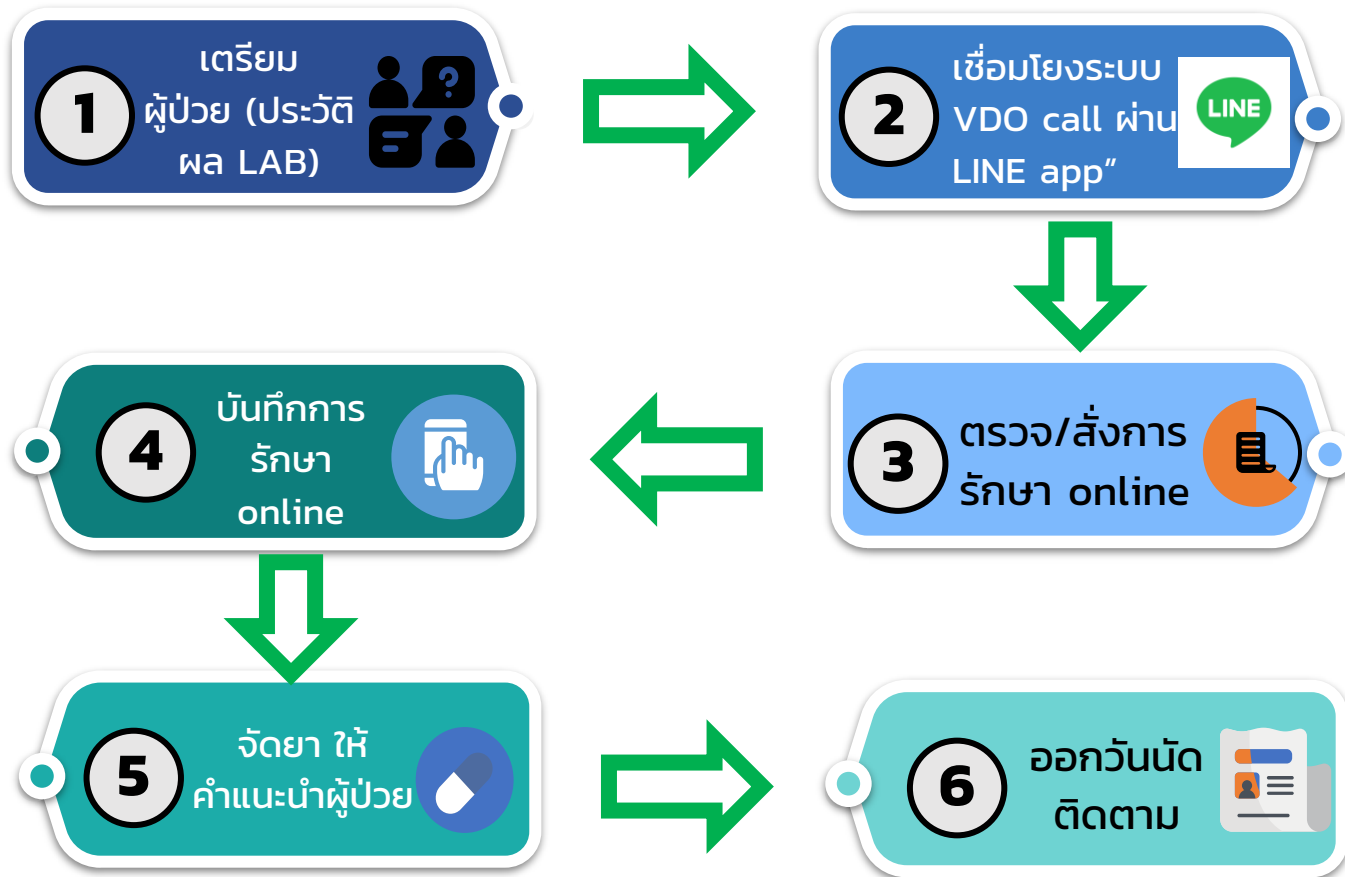 1
เตรียม
ผู้ป่วย (ประวัติ
ผล LAB)
?
2
เชื่อมโยงระบบ
VDO call ผ่าน
LINE app”
LINE
3
ตรวจ/สั่งการ
รักษา online
4
บันทึกการ
รักษา
online
5
จัดยา ให้
คำแนะนำผู้ป่วย
6
ออกวันนัด
ติดตาม